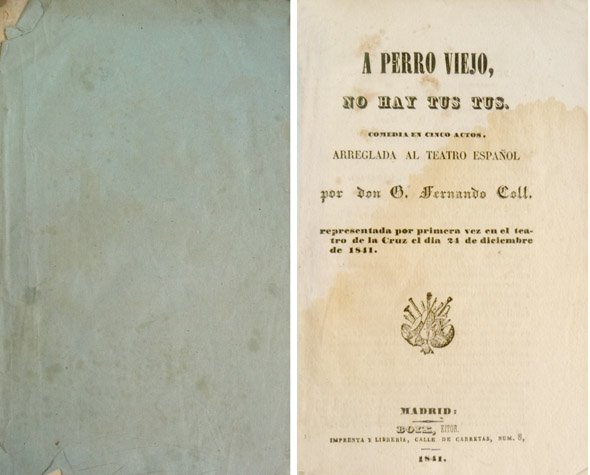 A PERRO VIEJO,
NO HAY TUS TUS.
COMEDIA EN CINCO ACTOS,
ARREGLADA AL TEATRO ESPAÑOL
por don G. Fernando Coll.
representada por primera vez en el tea-
tro de la Cruz el dia 24 de diciembre
de 1841.
MADRID:
BOIX,
IMPRENTA Y LIBRERIA, CALLE DE CARRETAS, NUM. 8,
1841.